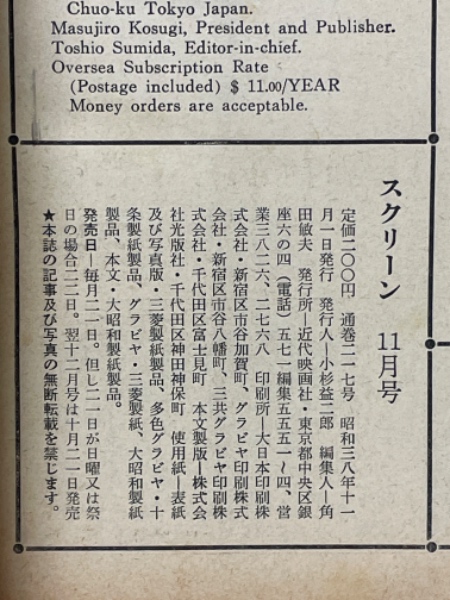 Chuo-ku Tokyo Japan.
Masujiro Kosugi, President and Publisher.
Toshio Sumida, Editor-in-chief.
Oversea Subscription Rate
(Postage included) $ 11.00/YEAR
Money orders are acceptable.
スクリーン 11月号
定価二〇〇円 通巻二一七号 昭和三八年十一
月一日発行 発行人―小杉益二郎 編集人―角
田敏夫 発行所―近代映画社・東京都中央区銀
座六の四(電話)五七一編集五五五一〜四、営
業三八二六、二七六八 印刷所―大日本印刷株
式会社・新宿区市谷加賀町、グラビヤ印刷株式
会社・新宿区市谷八幡町、三共グラビヤ印刷株
式会社・千代田区富士見町 本文製版―株式会
社光版社・千代田区神田神保町 使用紙―表紙
及び写真版・三菱製紙製品、多色グラビヤ・十
条製紙製品、グラビヤ・三菱製紙、大昭和製紙
製品、本文・大昭和製紙製品。
発売日―毎月二一日。但し二一日が日曜又は祭
日の場合二二日。翌十二月号は十月二一日発売
★本誌の記事及び写真の無断転載を禁じます。